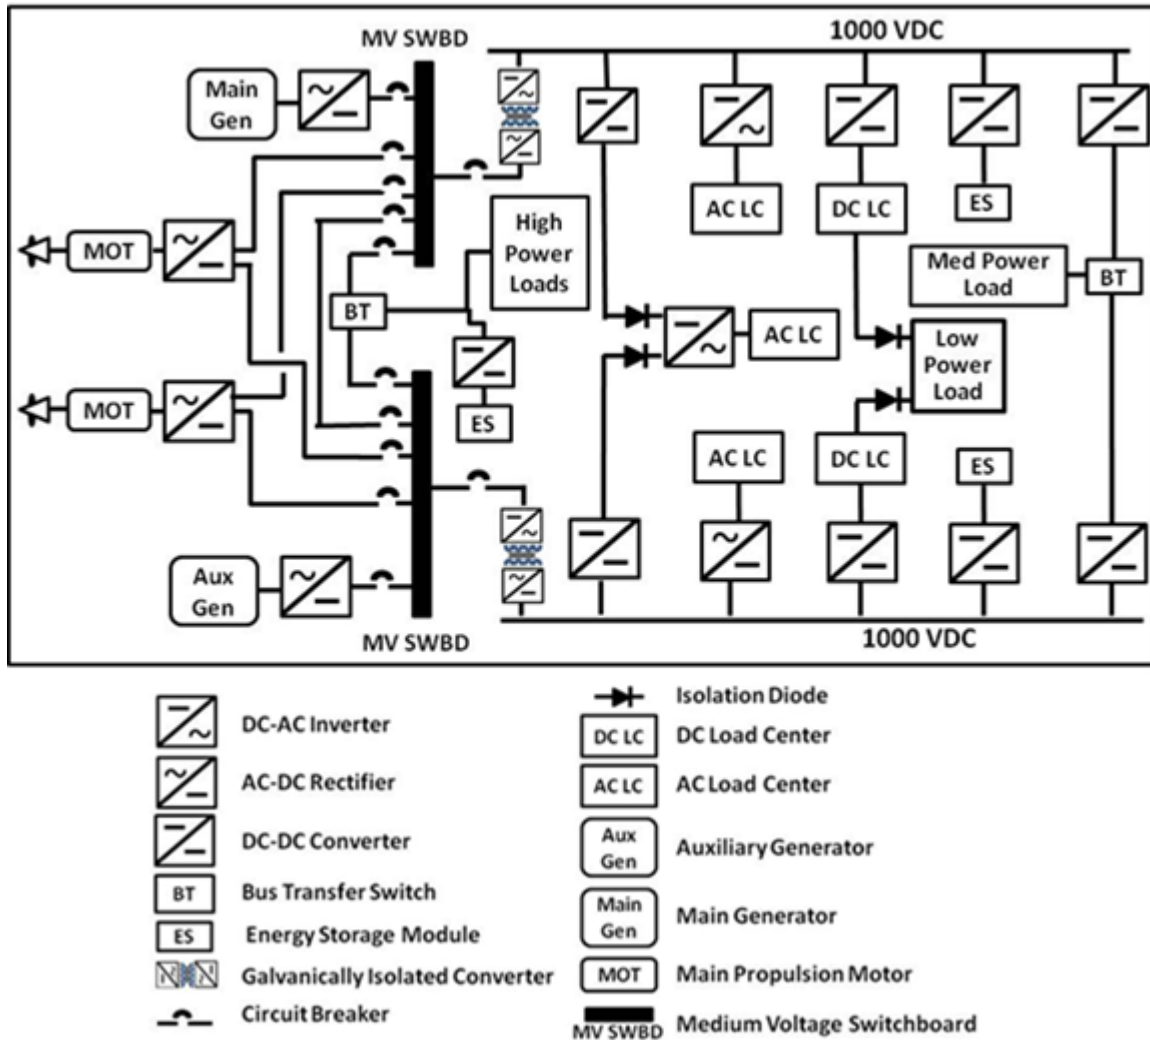 MV SWBD
1000 VDC
Main
Gen
AC LC
DC LC
ES
High
Power
Loads
MOT
Med Power
Load
BT
BT
AC LC
Low
Power
Load
MOT
ES
AC LC
DC LC
ES
Aux
Gen
MV SWBD
1000 VDC
DC-AC Inverter
AC-DC Rectifier
DC-DC Converter
BT
Bus Transfer Switch
ES
Energy Storage Module
Galvanically Isolated Converter
Circuit Breaker
Isolation Diode
DC LC
DC Load Center
AC LC
AC Load Center
Aux
Gen
Auxiliary Generator
Main
Gen
Main Generator
MOT
Main Propulsion Motor
MV SWBD
Medium Voltage Switchboard